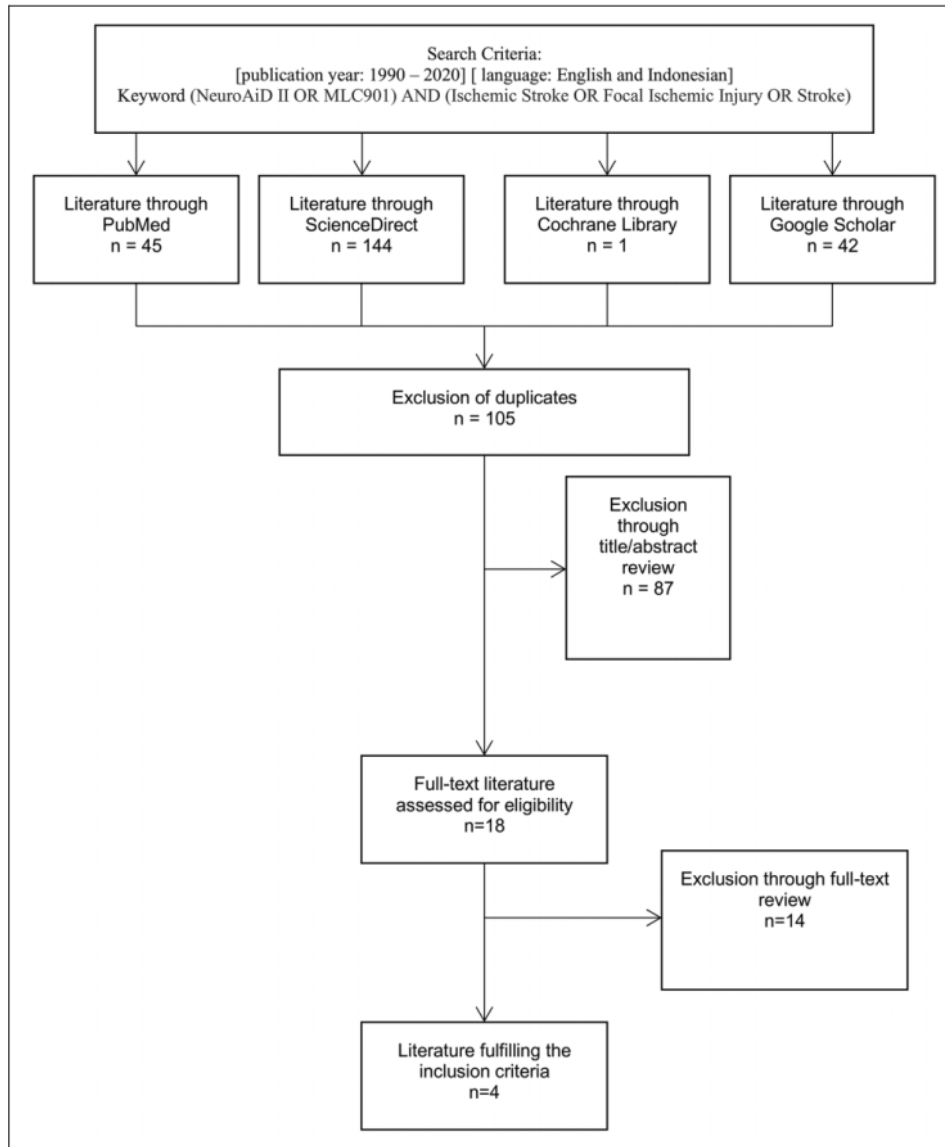 Search Criteria:
[publication year: 1990 – 2020] [ language: English and Indonesian]
Keyword (NeuroAiD II OR MLC901) AND (Ischemic Stroke OR Focal Ischemic Injury OR Stroke)
Literature through
PubMed
n = 45
Literature through
ScienceDirect
n = 144
Literature through
Cochrane Library
n = 1
Literature through
Google Scholar
n = 42
Exclusion of duplicates
n = 105
Exclusion
through
title/abstract
review
n = 87
Full-text literature
assessed for eligibility
n=18
Exclusion through full-text
review
n=14
Literature fulfilling the
inclusion criteria
n=4